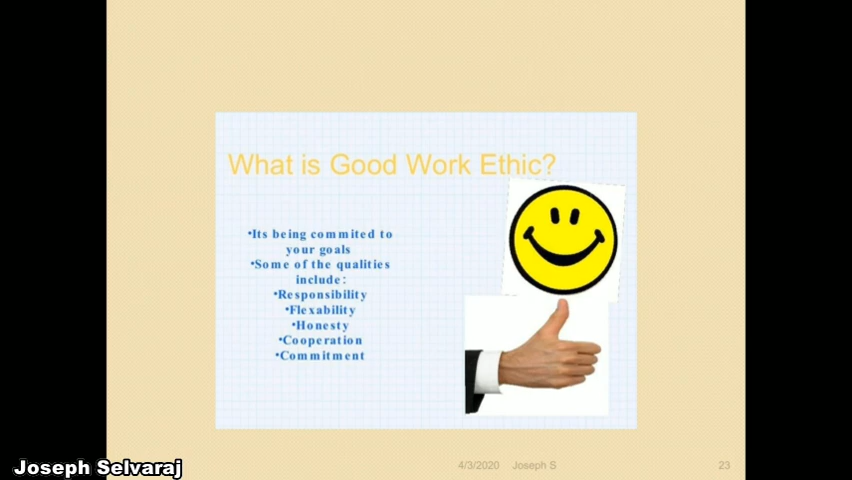 What is Good Work Ethic?
•Its being commited to
your goals
•Some of the qualities
include:
•Responsibility
•Flexability
•Honesty
•Cooperation
•Commitment
4/3/2020 Joseph S 23
Joseph Selvaraj